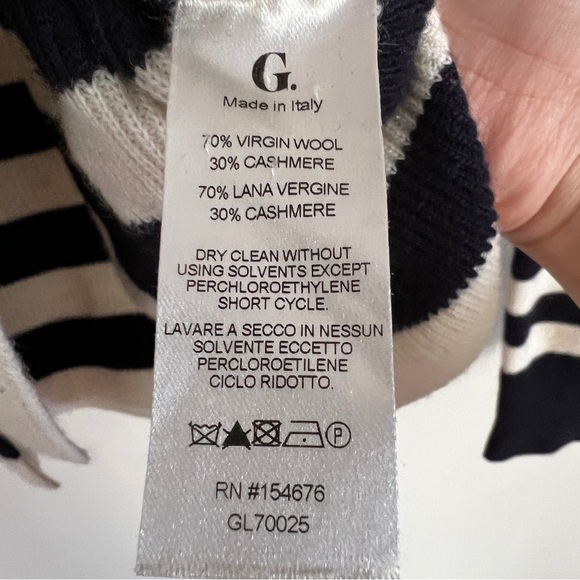 G.
Made in Italy
70% VIRGIN WOOL
30% CASHMERE
70% LANA VERGINE
30% CASHMERE
DRY CLEAN WITHOUT
USING SOLVENTS EXCEPT
PERCHLOROETHYLENE
SHORT CYCLE.
LAVARE A SECCO IN NESSUN
SOLVENTE ECCETTO
PERCLOROETILENE
CICLO RIDOTTO.
P
RN #154676
GL70025